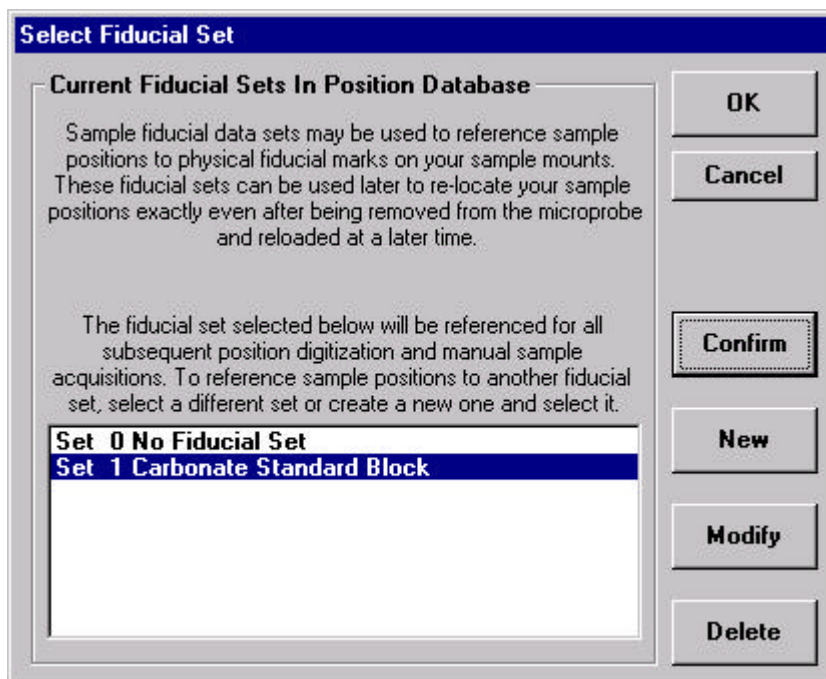 Select Fiducial Set
Current Fiducial Sets In Position Database
Sample fiducial data sets may be used to reference sample
positions to physical fiducial marks on your sample mounts.
These fiducial sets can be used later to re-locate your sample
positions exactly even after being removed from the microprobe
and reloaded at a later time.
The fiducial set selected below will be referenced for all
subsequent position digitization and manual sample
acquisitions. To reference sample positions to another fiducial
set, select a different set or create a new one and select it.
Set 0 No Fiducial Set
Set 1 Carbonate Standard Block
OK
Cancel
Confirm
New
Modify
Delete